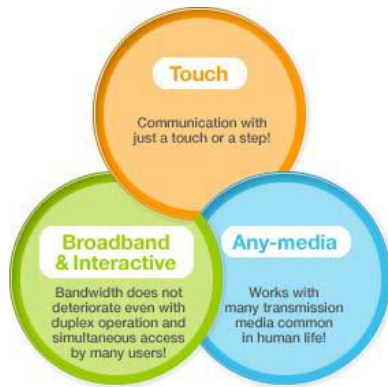 Touch
Communication with
just a touch or a step!
Broadband
& Interactive
Bandwidth does not
deteriorate even with
duplex operation and
simultaneous access
by many users!
Any-media
Works with
many transmission
media common
in human life!